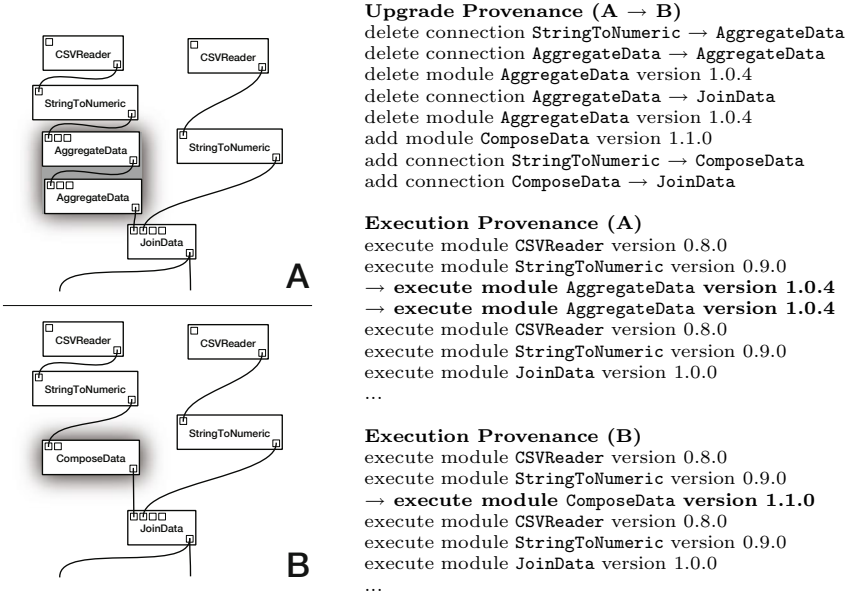 CSVReader
CSVReader
StringToNumeric
AggregateData
StringToNumeric
AggregateData
JoinData
A
CSVReader
CSVReader
StringToNumeric
StringToNumeric
ComposeData
JoinData
B
Upgrade Provenance (A → B)
delete connection StringToNumeric → AggregateData
delete connection AggregateData → AggregateData
delete module AggregateData version 1.0.4
delete connection AggregateData → JoinData
delete module AggregateData version 1.0.4
add module ComposeData version 1.1.0
add connection StringToNumeric → ComposeData
add connection ComposeData → JoinData
Execution Provenance (A)
execute module CSVReader version 0.8.0
execute module StringToNumeric version 0.9.0
→ execute module AggregateData version 1.0.4
→ execute module AggregateData version 1.0.4
execute module CSVReader version 0.8.0
execute module StringToNumeric version 0.9.0
execute module JoinData version 1.0.0
...
Execution Provenance (B)
execute module CSVReader version 0.8.0
execute module StringToNumeric version 0.9.0
→ execute module ComposeData version 1.1.0
execute module CSVReader version 0.8.0
execute module StringToNumeric version 0.9.0
execute module JoinData version 1.0.0
...